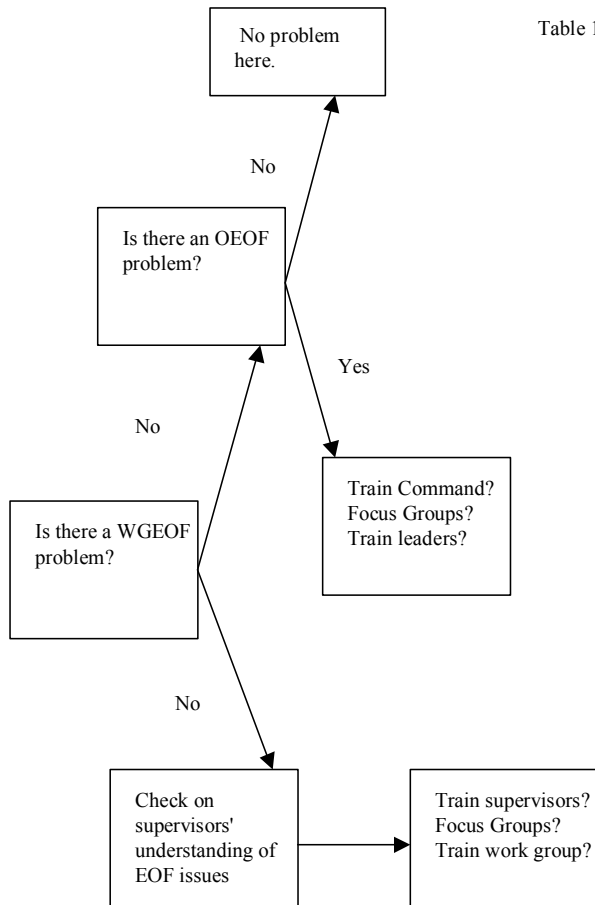 No problem
here.
Table 1
No
Is there an OEOF
problem?
Yes
No
Train Command?
Focus Groups?
Train leaders?
Is there a WGEOF
problem?
No
Check on
supervisors'
understanding of
EOF issues
Train supervisors?
Focus Groups?
Train work group?